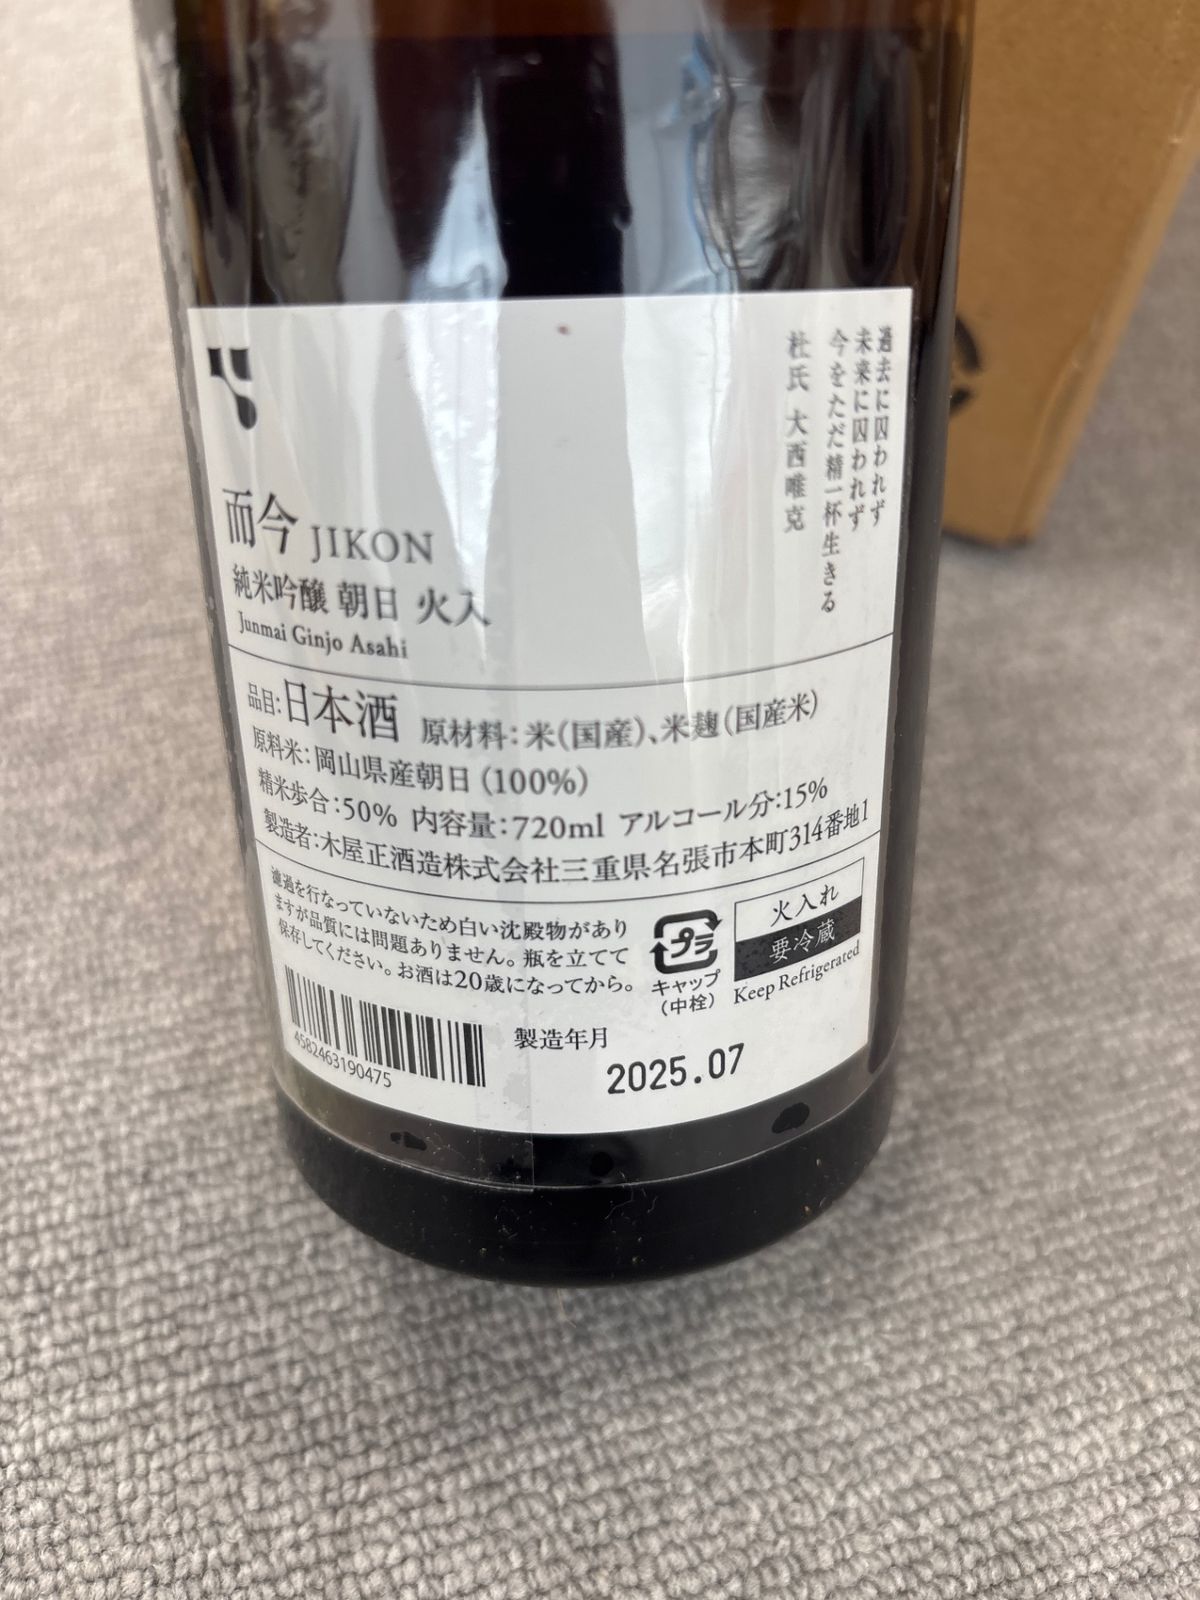 過去に囚われず
未来に囚われず
今をただ精一杯生きる
杜氏 大西唯克
而今 JIKON
純米吟醸 朝日 火入
Junmai Ginjo Asahi
品目:日本酒 原材料:米(国産)、米麹(国産米)
原料米:岡山県産朝日(100%)
精米歩合:50% 内容量:720ml アルコール分:15%
製造者:木屋正酒造株式会社三重県名張市本町314番地1
濾過を行なっていないため白い沈殿物があり
ますが品質には問題ありません。瓶を立てて
保存してください。お酒は20歳になってから。
プラ
キャップ
(中栓)
火入れ
要冷蔵
Keep Refrigerated
4582463190475
製造年月
2025.07